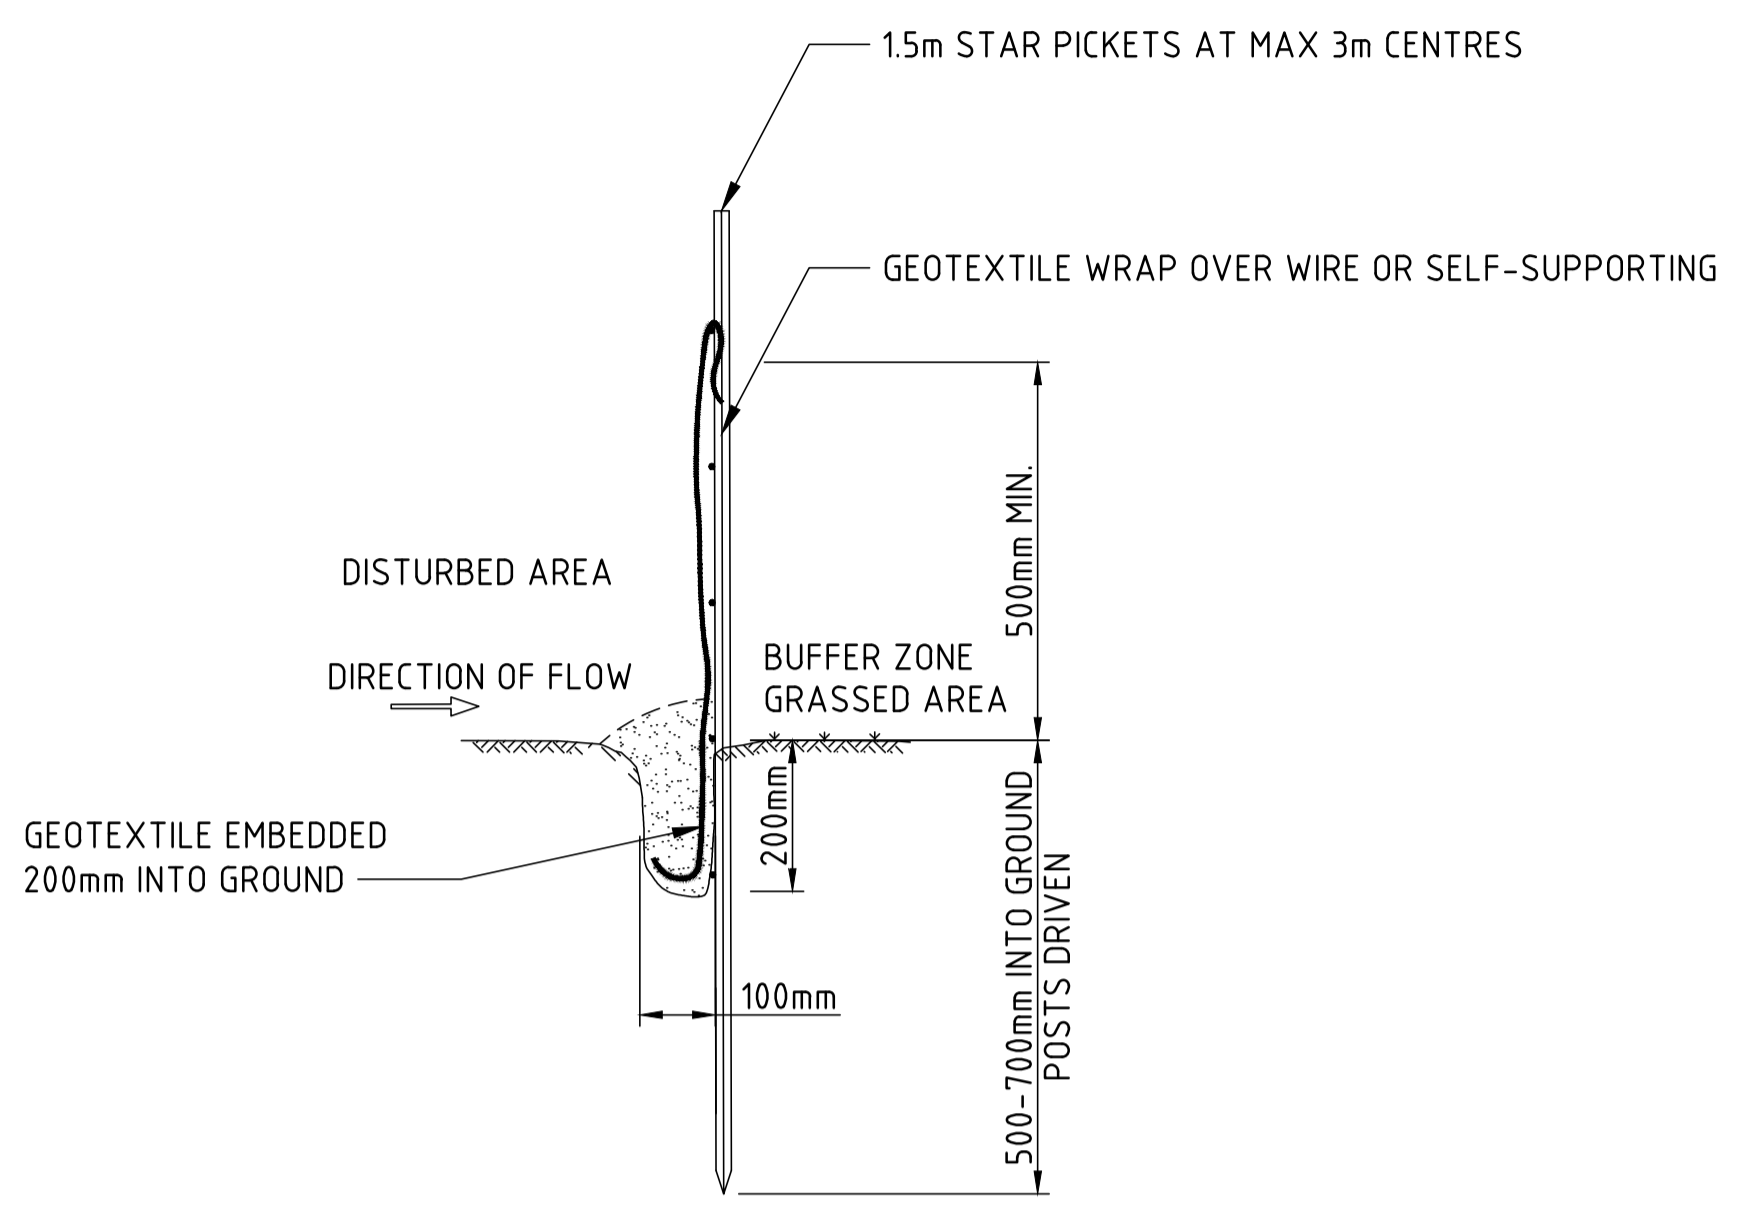 1.5m STAR PICKETS AT MAX 3m CENTRES
GEOTEXTILE WRAP OVER WIRE OR SELF-SUPPORTING
500mm MIN.
DISTURBED AREA
DIRECTION OF FLOW
BUFFER ZONE
GRASSED AREA
200mm
GEOTEXTILE EMBEDDED
200mm INTO GROUND
100mm
500-700mm INTO GROUND
POSTS DRIVEN